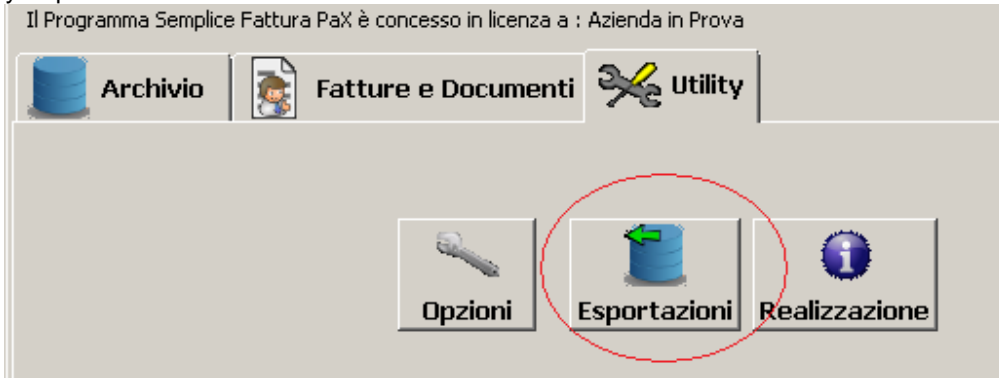 Il Programma Semplice Fattura PaX è concesso in licenza a : Azienda in Prova
Archivio
Fatture e Documenti
Utility
Opzioni
Esportazioni
Realizzazione